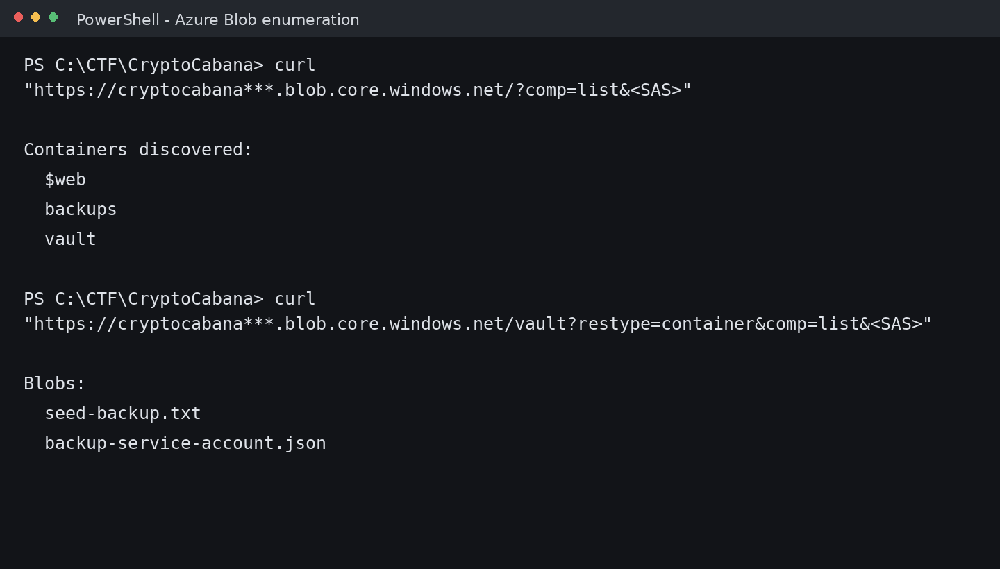 PowerShell - Azure Blob enumeration
PS C:\CTF\CryptoCabana> curl
"https://cryptocabana***.blob.core.windows.net/?comp=list&<SAS>"
Containers discovered:
$web
backups
vault
PS C:\CTF\CryptoCabana> curl
"https://cryptocabana***.blob.core.windows.net/vault?restype=container&comp=list&<SAS>"
Blobs:
seed-backup.txt
backup-service-account.json